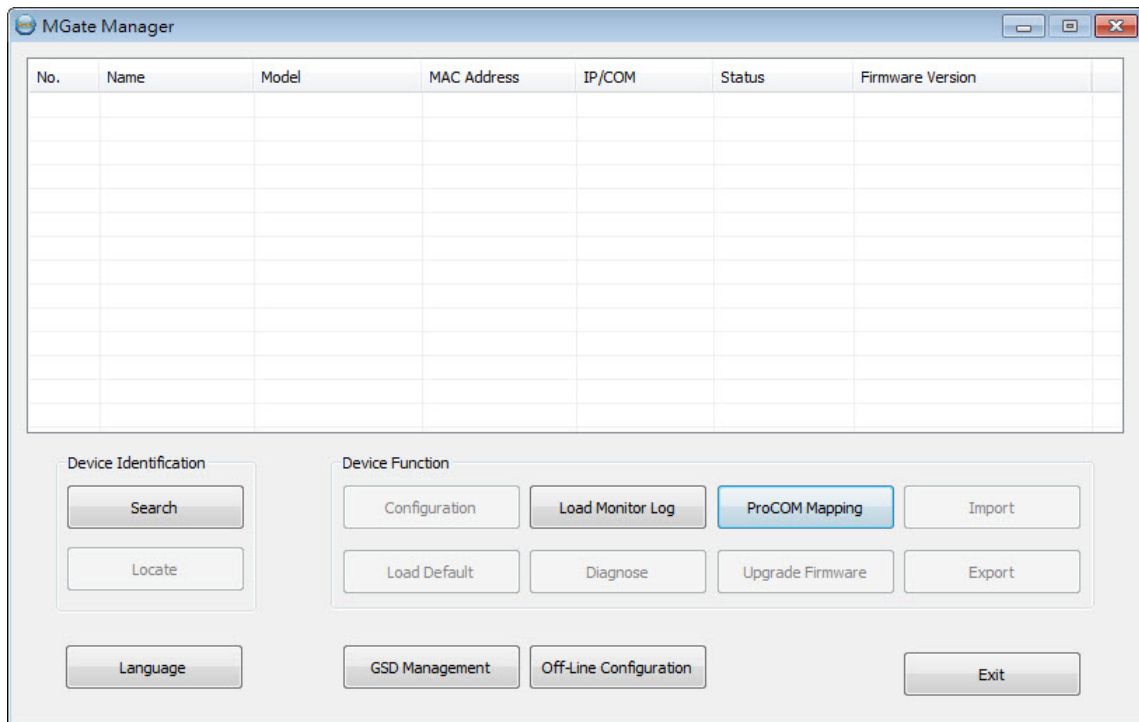 MGate Manager
No. Name Model MAC Address IP/COM Status Firmware Version
Device Identification
Device Function
Search
Configuration
Load Monitor Log
ProCOM Mapping
Import
Locate
Load Default
Diagnose
Upgrade Firmware
Export
Language
GSD Management
Off-Line Configuration
Exit